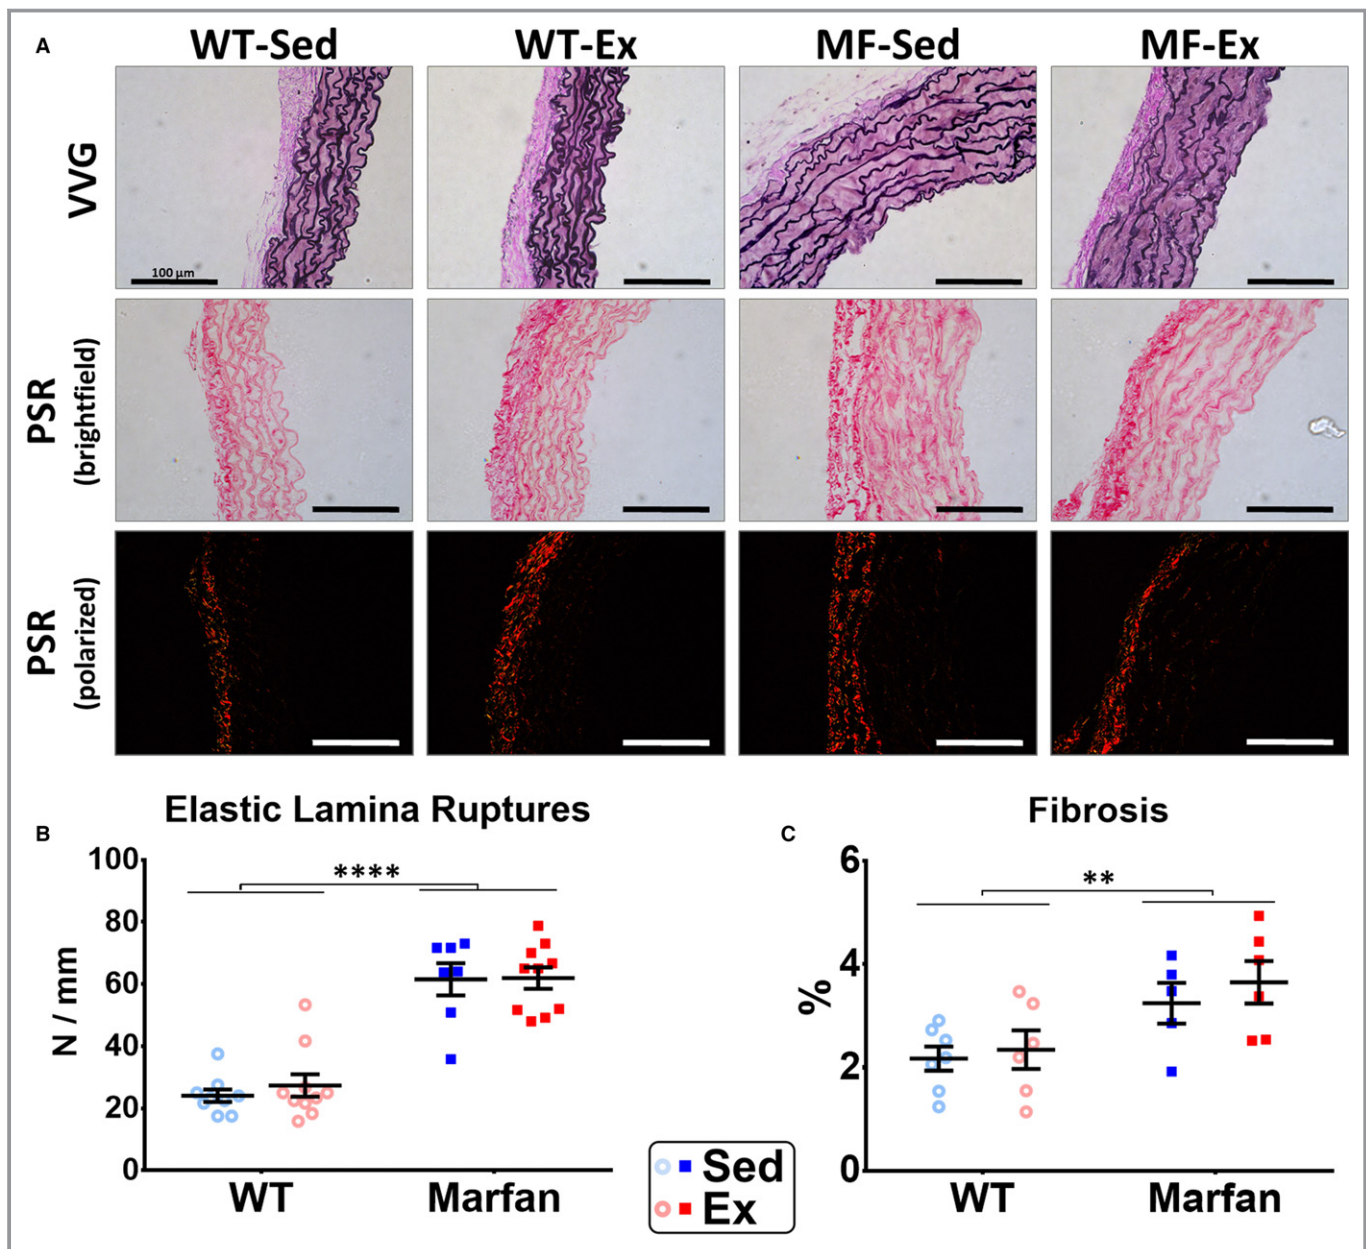 A
WT-Sed WT-Ex MF-Sed MF-Ex
VVG
100 µm
PSR
(brightfield)
PSR
(polarized)
B
Elastic Lamina Ruptures
N / mm
100
80
60
40
20
0
****
WT Marfan
C
Fibrosis
%
6
4
2
0
**
WT Marfan
Sed
Ex